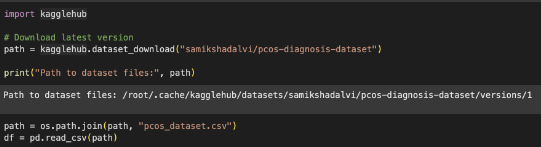 import kagglehub
# Download latest version
path = kagglehub.dataset_download("samikshadalvi/pcos-diagnosis-dataset")
print("Path to dataset files:", path)
Path to dataset files: /root/.cache/kagglehub/datasets/samikshadalvi/pcos-diagnosis-dataset/versions/1
path = os.path.join(path, "pcos_dataset.csv")
df = pd.read_csv(path)